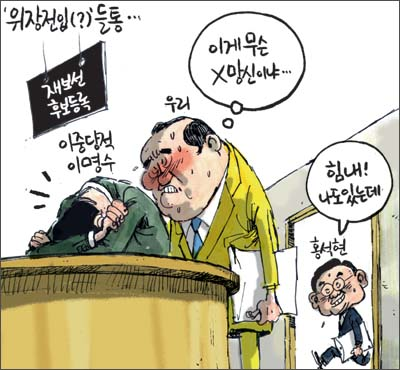 '위장전입(?)' 들통...
재보선
후보등록
이중당적
이영수
우리
이게 무슨
X망신이냐...
힘내!
나도 있는데
홍석현